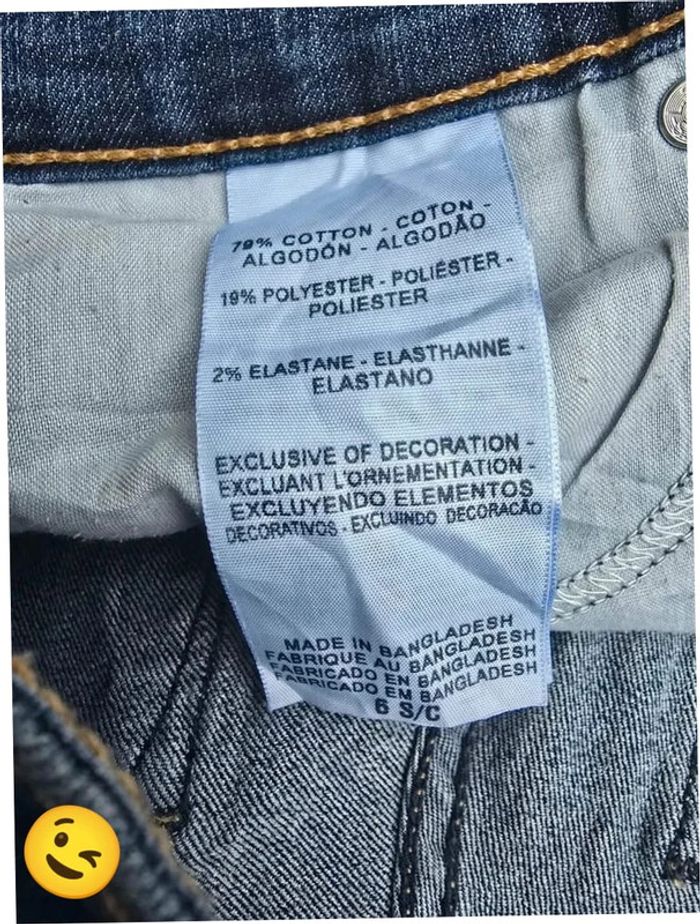 79% COTTON - COTON -
ALGODÓN - ALGODÃO
19% POLYESTER - POLIÉSTER -
POLIESTER
2% ELASTANE - ELASTHANNE -
ELASTANO
EXCLUSIVE OF DECORATION -
EXCLUANT L'ORNEMENTATION -
EXCLUYENDO ELEMENTOS
DECORATIVOS - EXCLUINDO DECORACÃO
MADE IN BANGLADESH
FABRIQUE AU BANGLADESH
FABRICADO EN BANGLADESH
FABRICADO EM BANGLADESH
6 S/C